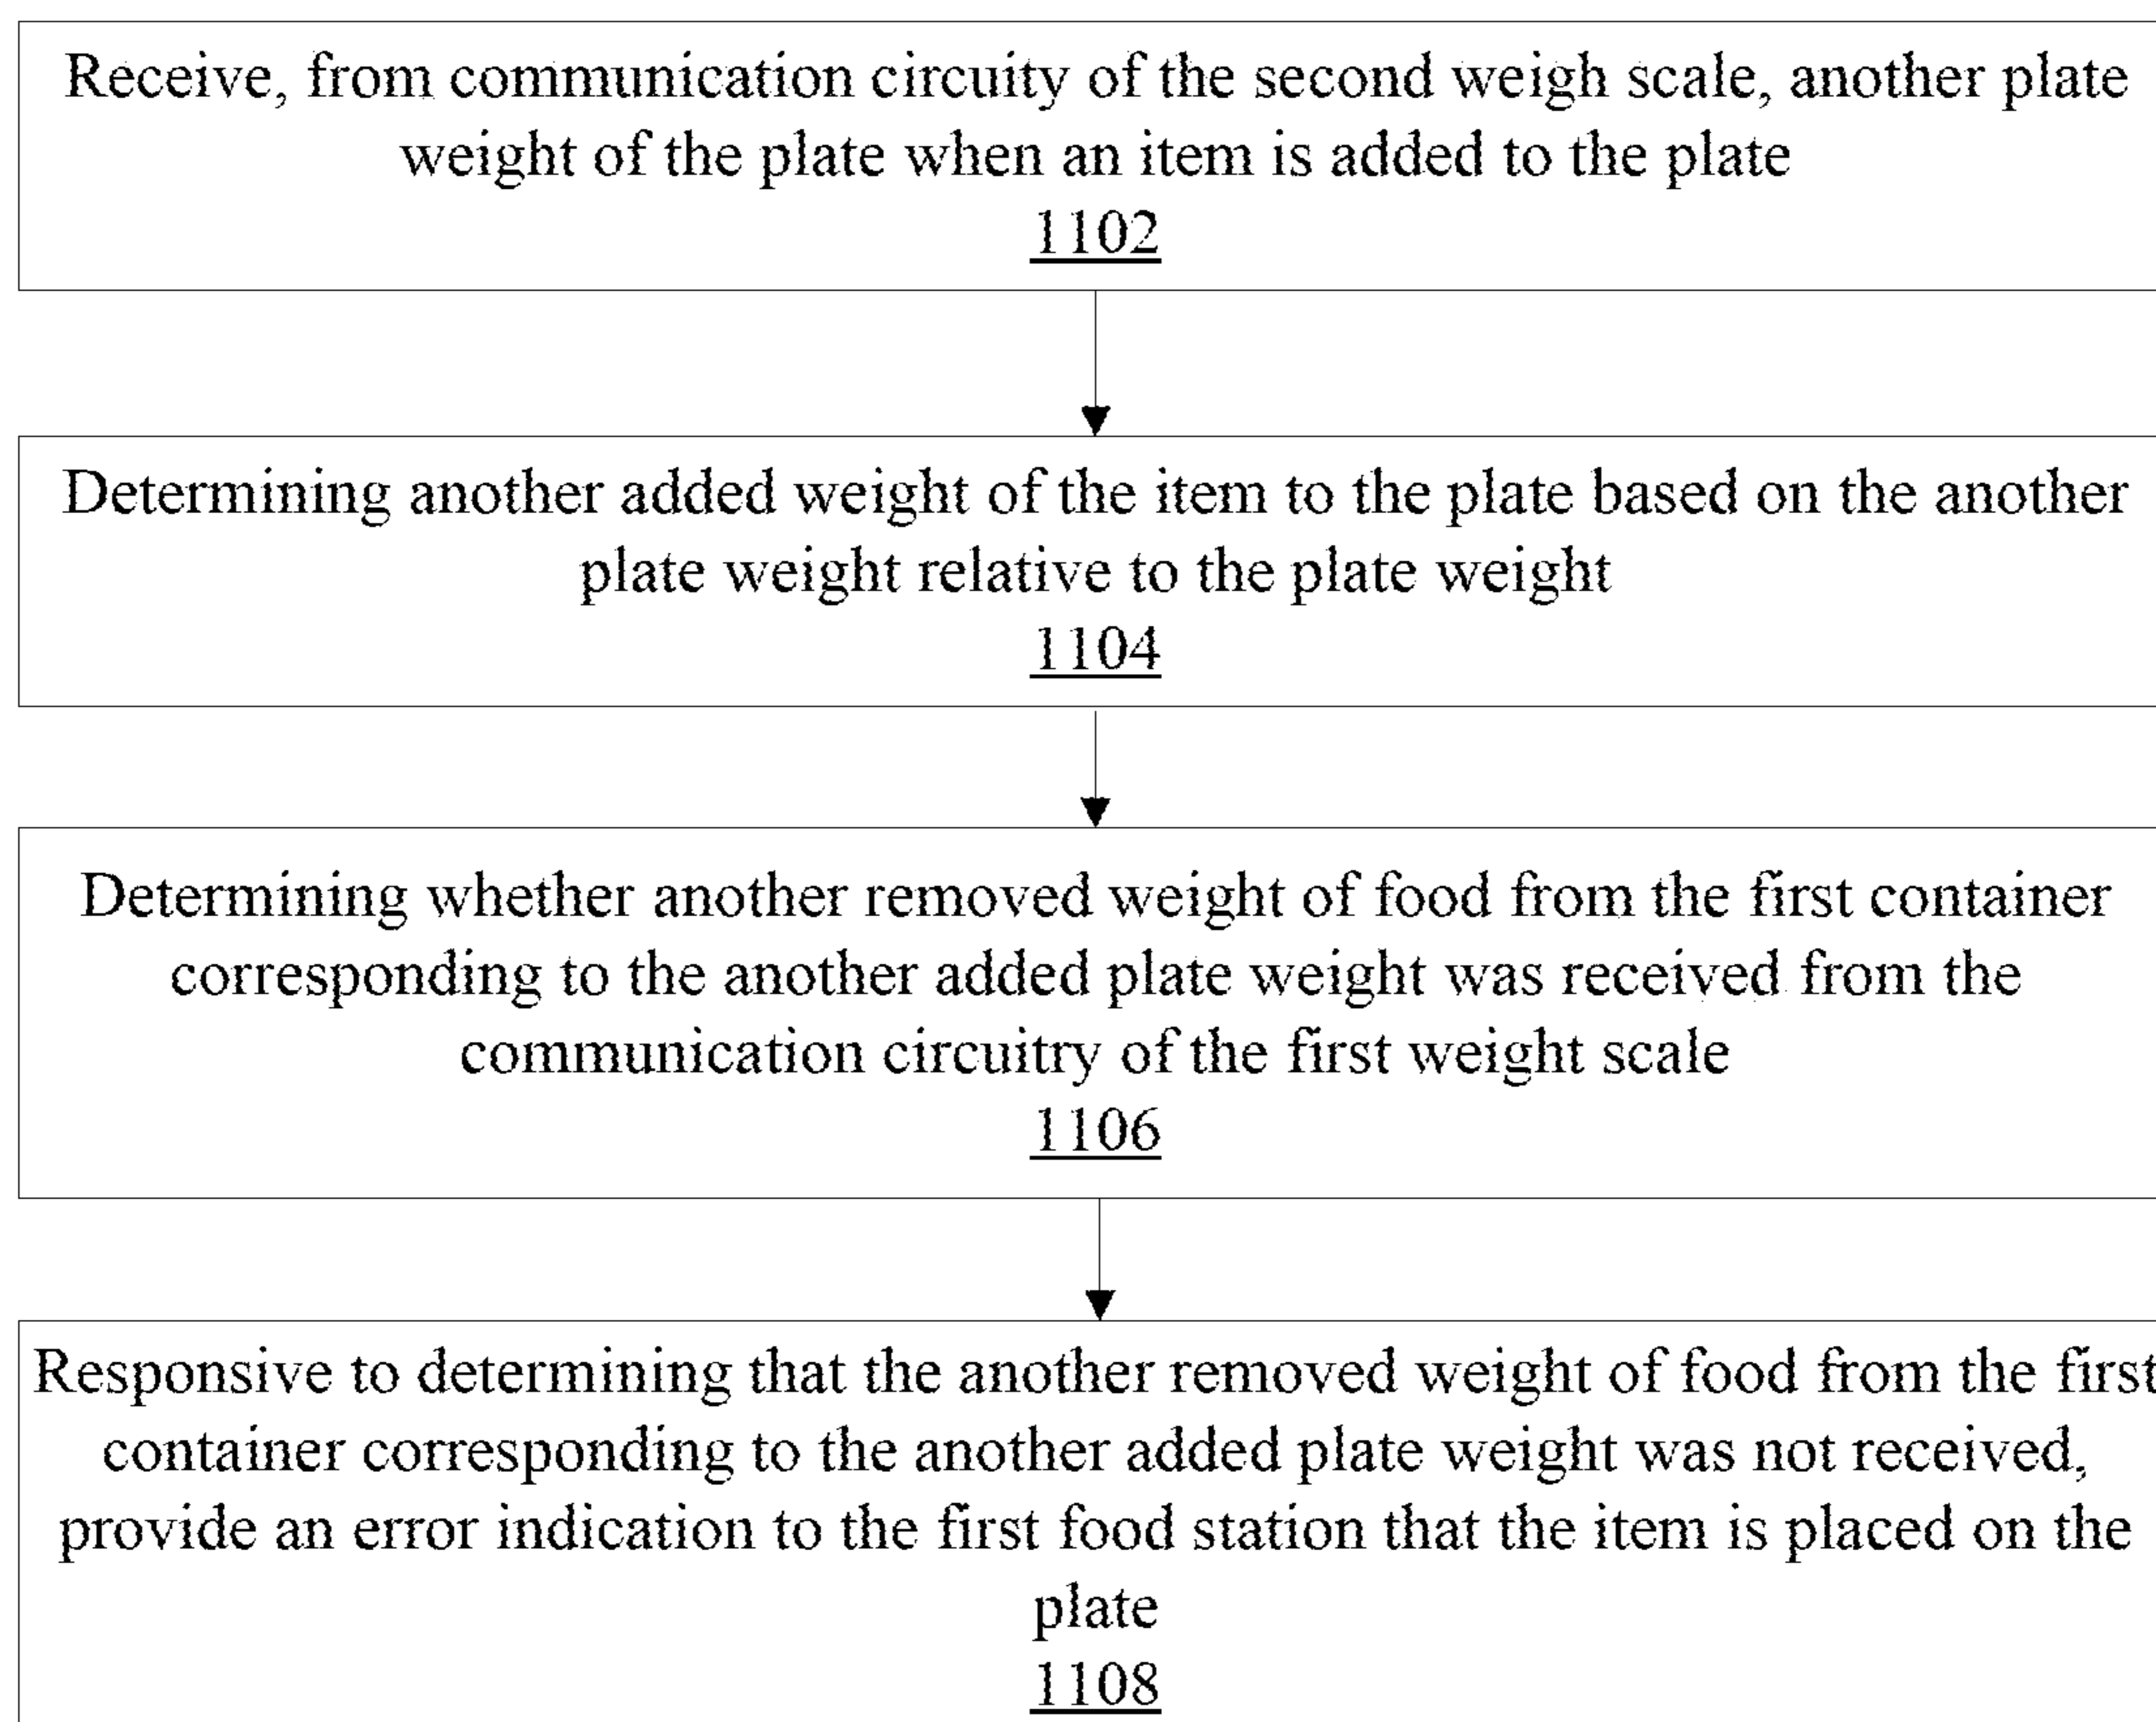 Receive, from communication circuity of the second weigh scale, another plate
weight of the plate when an item is added to the plate
1102
Determining another added weight of the item to the plate based on the another
plate weight relative to the plate weight
1104
Determining whether another removed weight of food from the first container
corresponding to the another added plate weight was received from the
communication circuitry of the first weight scale
1106
Responsive to determining that the another removed weight of food from the first
container corresponding to the another added plate weight was not received,
provide an error indication to the first food station that the item is placed on the
plate
1108